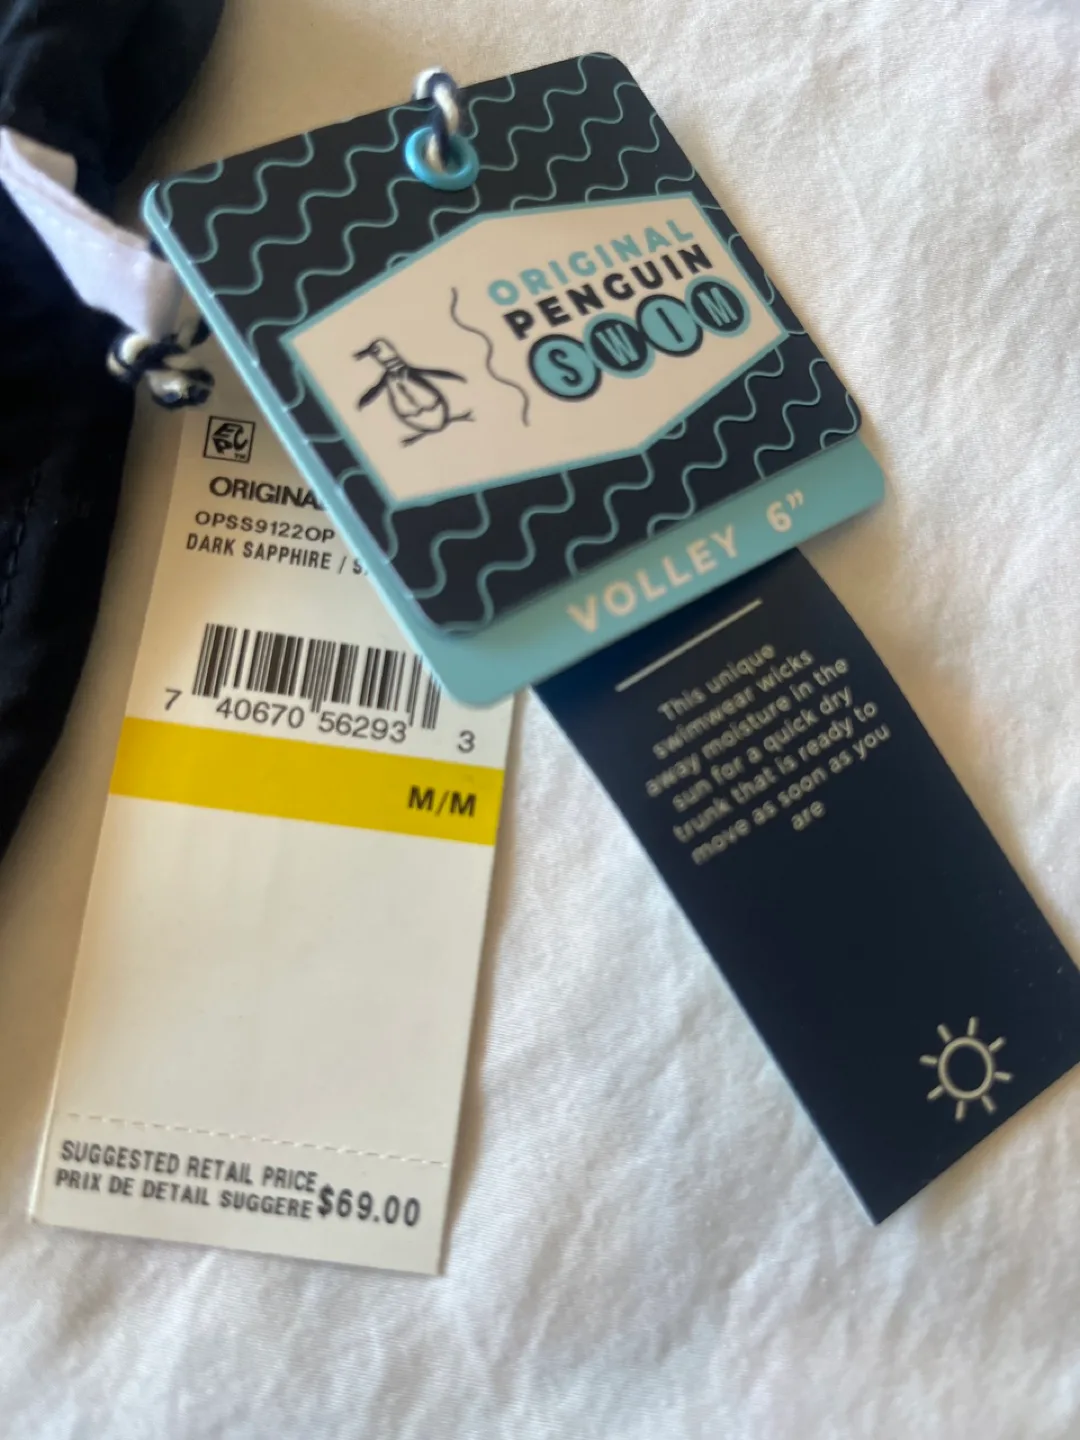 ORIGINAL
PENGUIN
SWIM
VOLLEY 6”
EPC
TM
OPSS9122OP
DARK SAPPHIRE /
7 40670 56293 3
M/M
SUGGESTED RETAIL PRICE
PRIX DE DETAIL SUGGERE $69.00
This unique
swimwear wicks
away moisture in the
sun for a quick dry
trunk that is ready to
move as soon as you
are